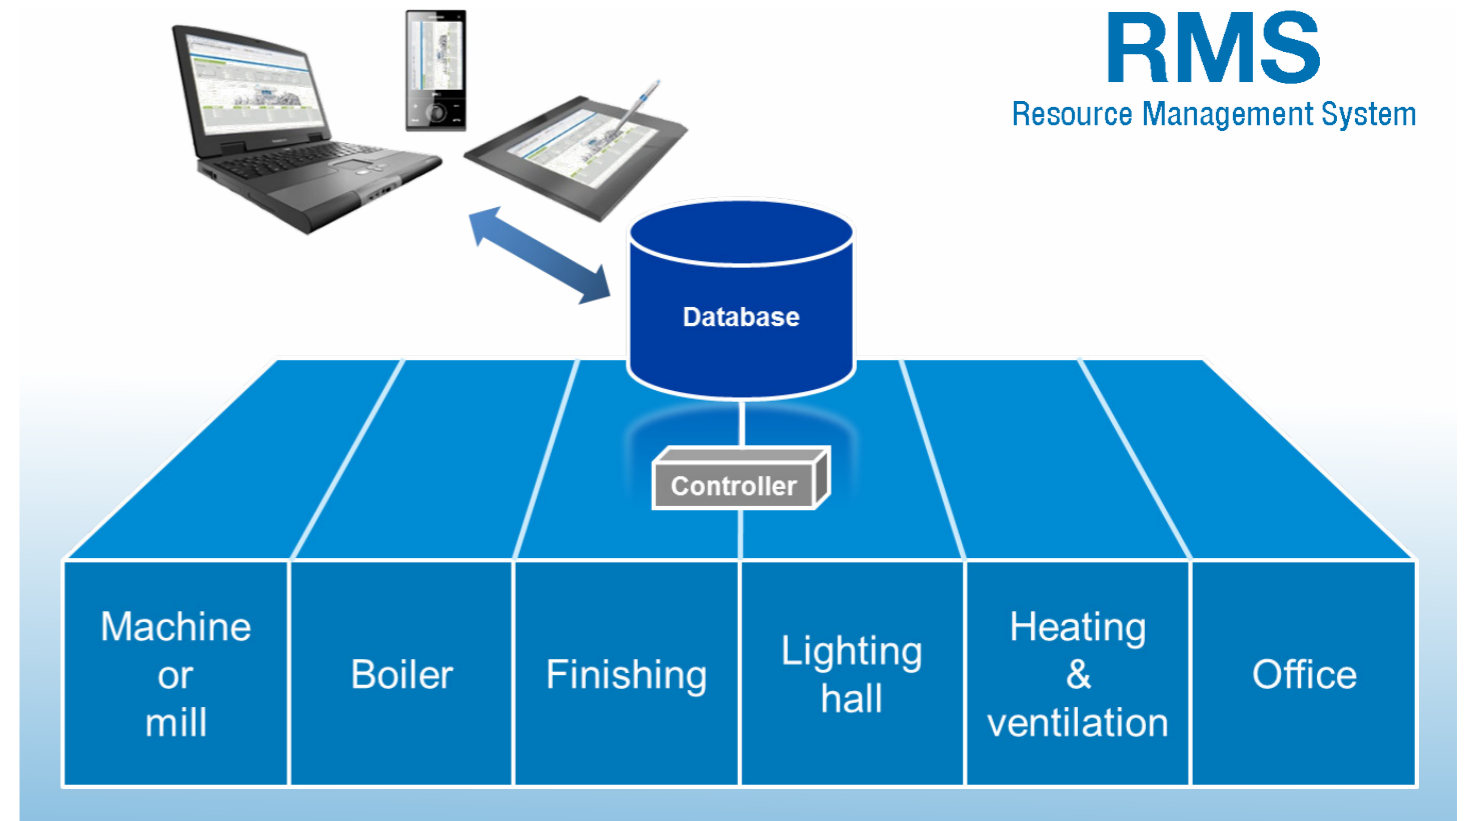 RMS
Resource Management System
Database
Controller
Machine
or
mill
Boiler
Finishing
Lighting
hall
Heating
&
ventilation
Office